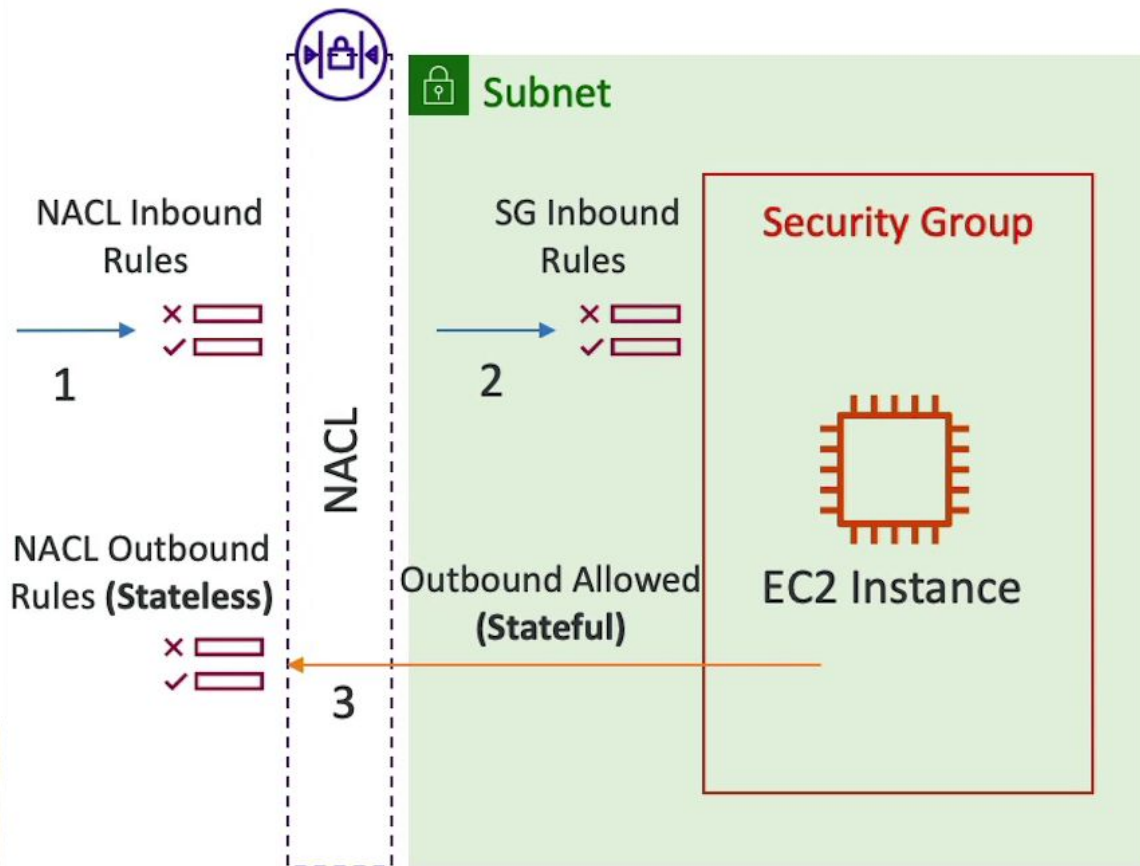 Subnet
NACL Inbound
Rules
SG Inbound
Rules
Security Group
1
2
NACL
NACL Outbound
Rules (Stateless)
Outbound Allowed
(Stateful)
EC2 Instance
3